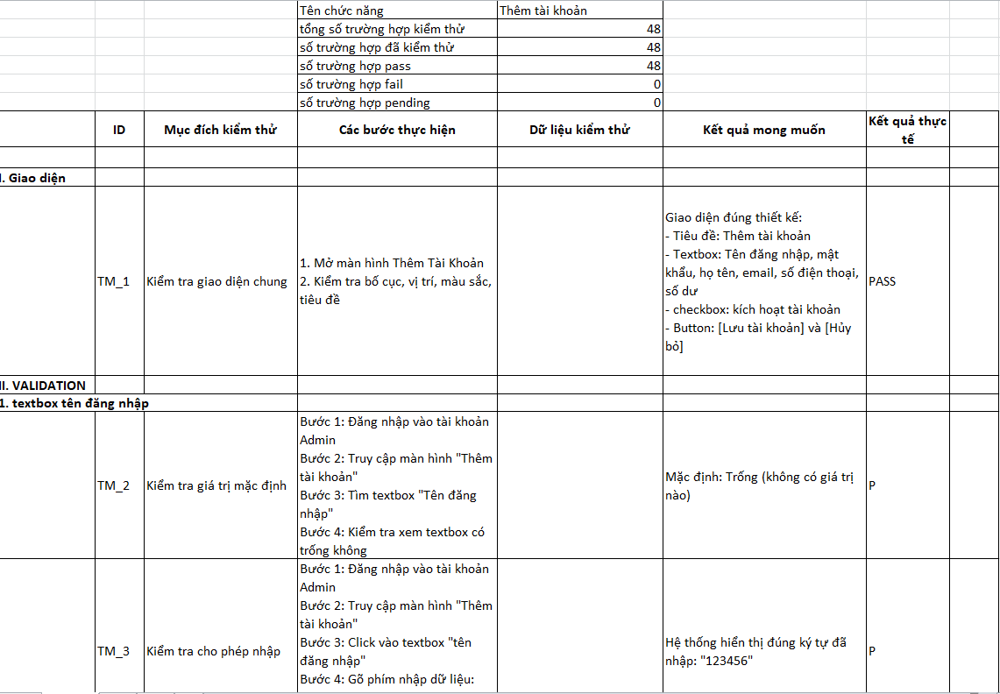 Tên chức năng Thêm tài khoản
tổng số trường hợp kiểm thử 48
số trường hợp đã kiểm thử 48
số trường hợp pass 48
số trường hợp fail 0
số trường hợp pending 0
ID Mục đích kiểm thử Các bước thực hiện Dữ liệu kiểm thử Kết quả mong muốn Kết quả thực
tế
I. Giao diện
TM_1
Kiểm tra giao diện chung
1. Mở màn hình Thêm Tài Khoản
2. Kiểm tra bố cục, vị trí, màu sắc,
tiêu đề
Giao diện đúng thiết kế:
- Tiêu đề: Thêm tài khoản
- Textbox: Tên đăng nhập, mật
khẩu, họ tên, email, số điện thoại,
số dư
- checkbox: kích hoạt tài khoản
- Button: [Lưu tài khoản] và [Hủy
bỏ]
PASS
II. VALIDATION
1. textbox tên đăng nhập
TM_2
Kiểm tra giá trị mặc định
Bước 1: Đăng nhập vào tài khoản
Admin
Bước 2: Truy cập màn hình "Thêm
tài khoản"
Bước 3: Tìm textbox "Tên đăng
nhập"
Bước 4: Kiểm tra xem textbox có
trống không
Mặc định: Trống (không có giá trị
nào)
P
TM_3
Kiểm tra cho phép nhập
Bước 1: Đăng nhập vào tài khoản
Admin
Bước 2: Truy cập màn hình "Thêm
tài khoản"
Bước 3: Click vào textbox "tên
đăng nhập"
Bước 4: Gõ phím nhập dữ liệu:
Hệ thống hiển thị đúng ký tự đã
nhập: "123456"
P